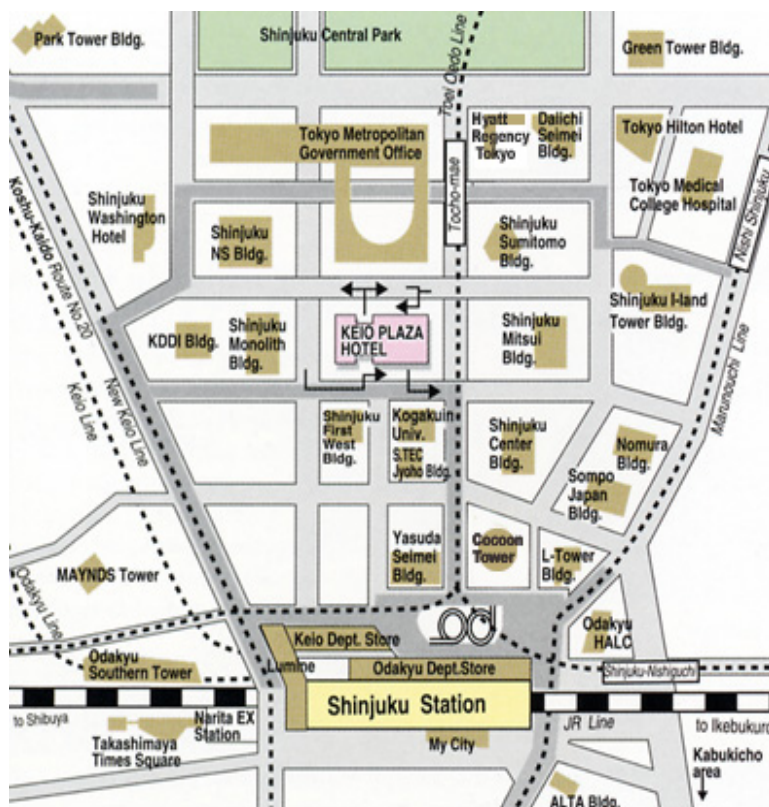 Park Tower Bldg.
Shinjuku Central Park
Toei Oedo Line
Green Tower Bldg.
Tokyo Metropolitan
Government Office
Hyatt
Regency
Tokyo
Daiichi
Seimei
Bldg.
Tokyo Hilton Hotel
Tokyo Medical
College Hospital
Nishi Shinjuku
Koshu-Kaido Route No. 20
Shinjuku
Washington
Hotel
Shinjuku
NS Bldg.
Tocho-mae
Shinjuku
Sumitomo
Bldg.
Shinjuku I-land
Tower Bldg.
KDDI Bldg.
Shinjuku
Monolith
Bldg.
KEIO PLAZA
HOTEL
Shinjuku
Mitsui
Bldg.
Marunouchi Line
Keio Line
New Keio Line
Shinjuku
First
West
Bldg.
Kogakuin
Univ.
S.TEC
Jyoho Bldg.
Shinjuku
Center
Bldg.
Nomura
Bldg.
Sompo
Japan
Bldg.
MAYNDS Tower
Yasuda
Seimei
Bldg.
Cocoon
Tower
L-Tower
Bldg.
Odakyu Line
Odakyu
HALC
Keio Dept. Store
Lumine
Odakyu Dept.Store
Odakyu
Southern Tower
Shinjuku-Nishiguchi
Shinjuku Station
to Shibuya
Narita EX
Station
Takashimaya
Times Square
My City
JR Line
to Ikebukuro
Kabukicho
area
ALTA Bldg.